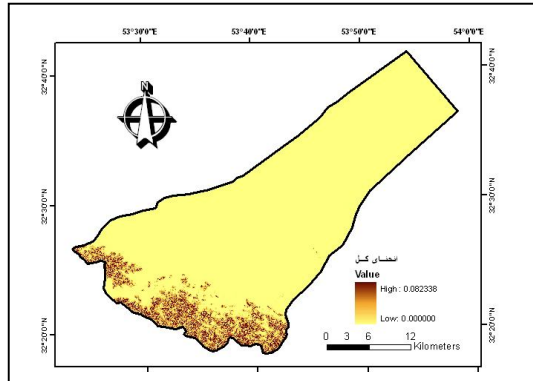 53°30'0"E
53°40'0"E
53°50'0"E
54°0'0"E
32°40'0"N
32°40'0"N
N
32°30'0"N
32°30'0"N
انحنای کل
Value
High : 0.082338
Low: 0.000000
32°20'0"N
32°20'0"N
0 3 6 12
Kilometers